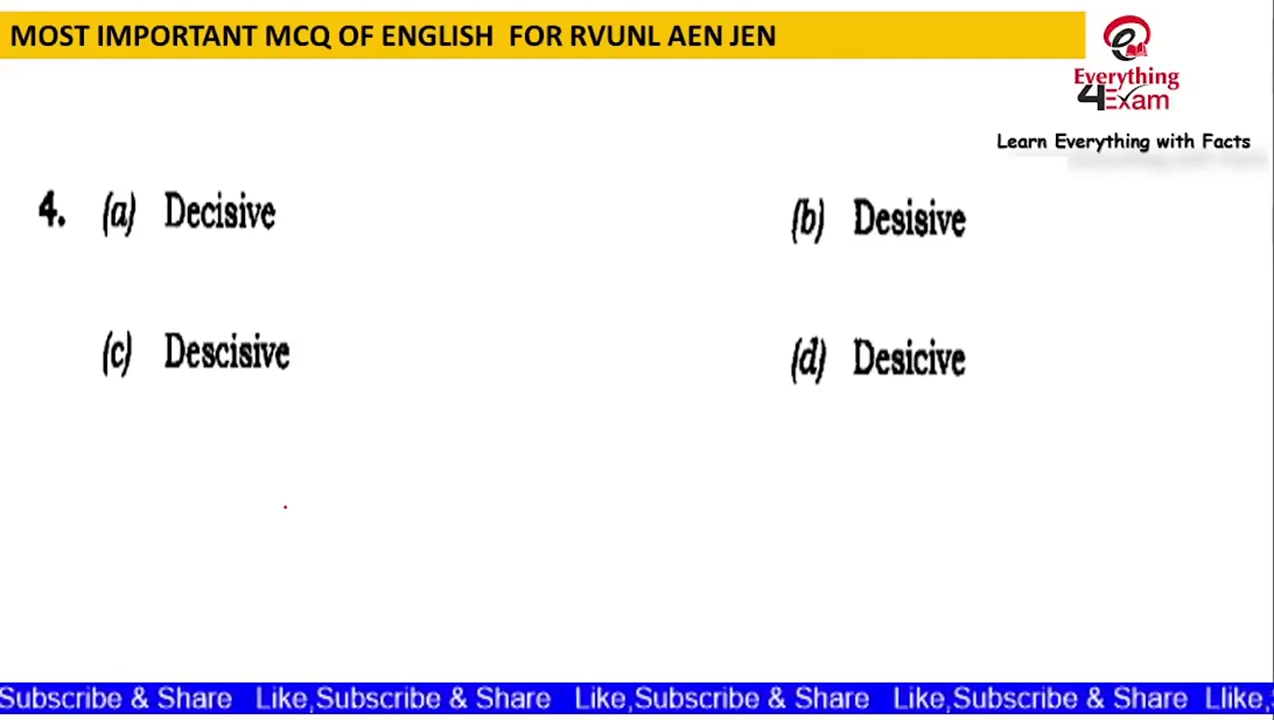 MOST IMPORTANT MCQ OF ENGLISH FOR RVUNL AEN JEN
e
Everything
4Exam
Learn Everything with Facts
4. (a) Decisive (b) Desisive
(c) Descisive (d) Desicive
Subscribe & Share Like,Subscribe & Share Like,Subscribe & Share Like,Subscribe & Share Llike,